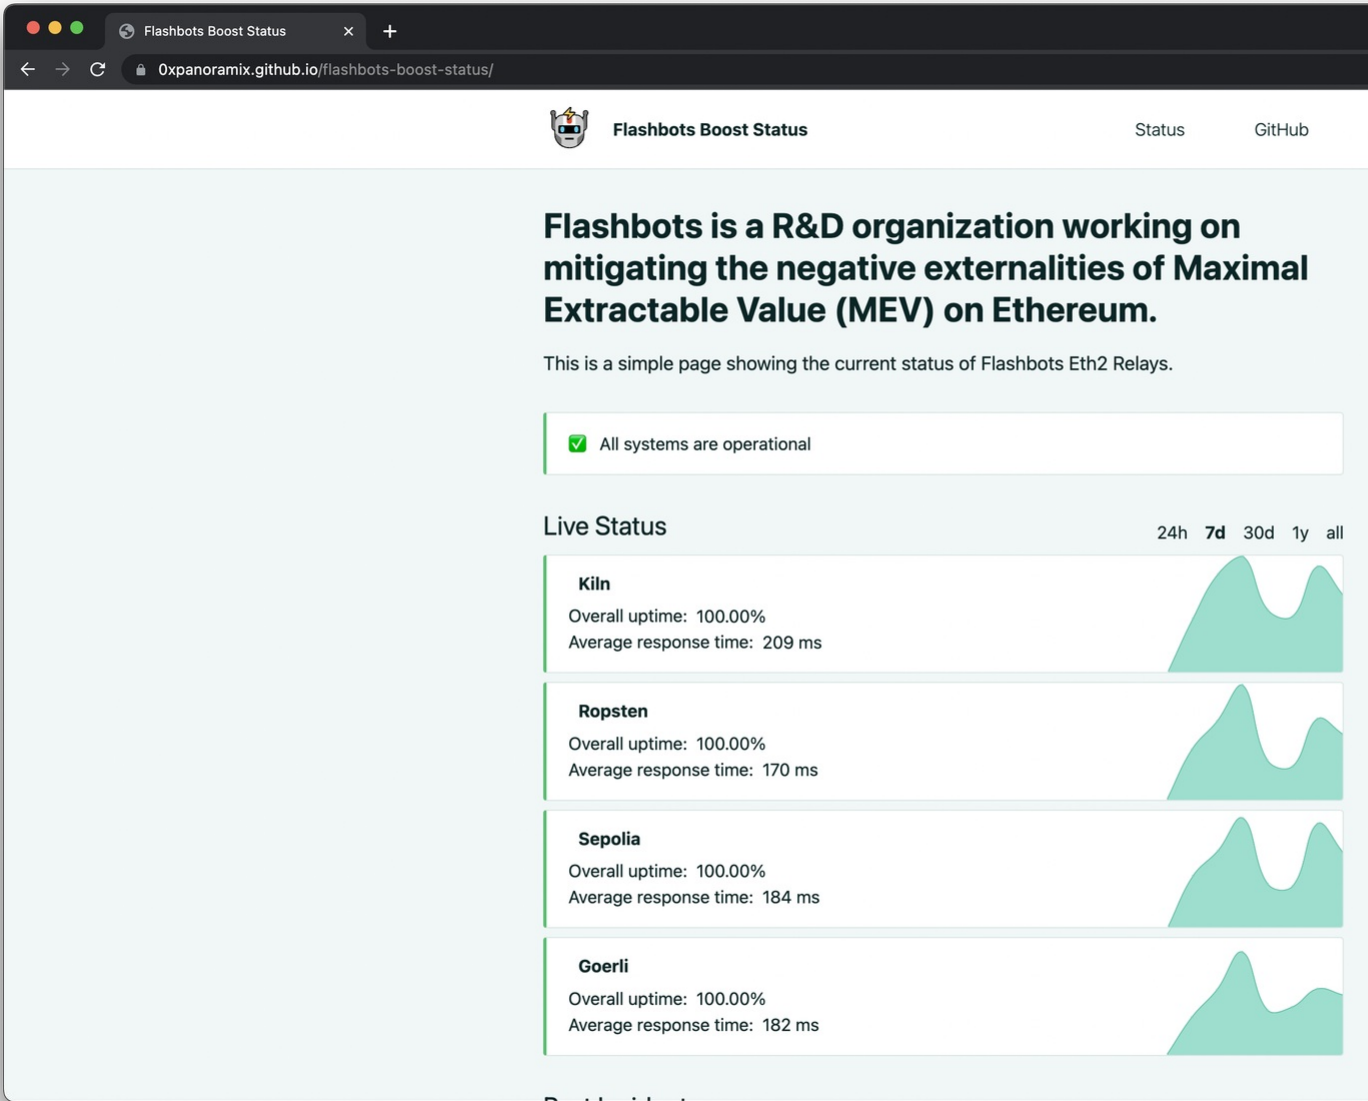 Flashbots Boost Status
0xpanoramix.github.io/flashbots-boost-status/
Flashbots Boost Status
Status
GitHub
Flashbots is a R&D organization working on
mitigating the negative externalities of Maximal
Extractable Value (MEV) on Ethereum.
This is a simple page showing the current status of Flashbots Eth2 Relays.
All systems are operational
Live Status
24h 7d 30d 1y all
Kiln
Overall uptime: 100.00%
Average response time: 209 ms
Ropsten
Overall uptime: 100.00%
Average response time: 170 ms
Sepolia
Overall uptime: 100.00%
Average response time: 184 ms
Goerli
Overall uptime: 100.00%
Average response time: 182 ms